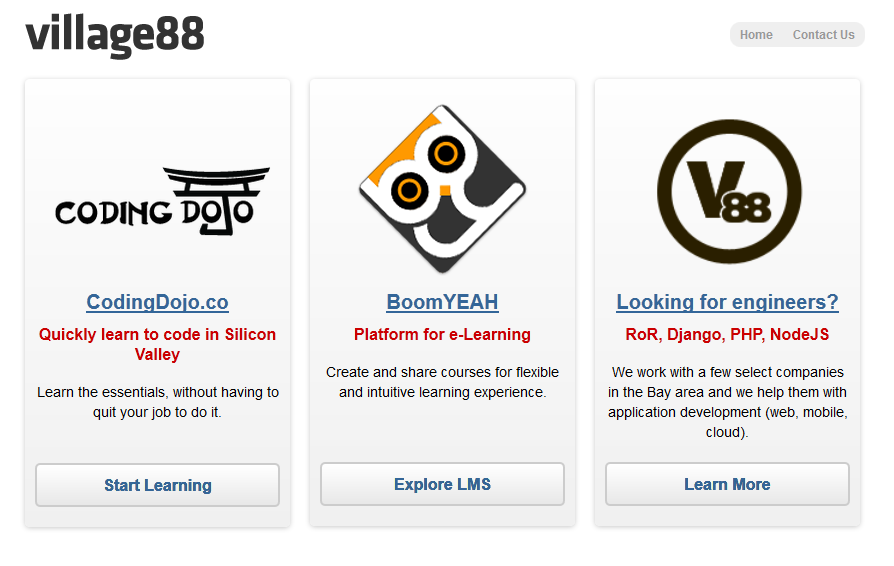 village88
Home
Contact Us
CODING DOJO
CodingDojo.co
Quickly learn to code in Silicon
Valley
Learn the essentials, without having to
quit your job to do it.
Start Learning
BoomYEAH
Platform for e-Learning
Create and share courses for flexible
and intuitive learning experience.
Explore LMS
V88
Looking for engineers?
RoR, Django, PHP, NodeJS
We work with a few select companies
in the Bay area and we help them with
application development (web, mobile,
cloud).
Learn More